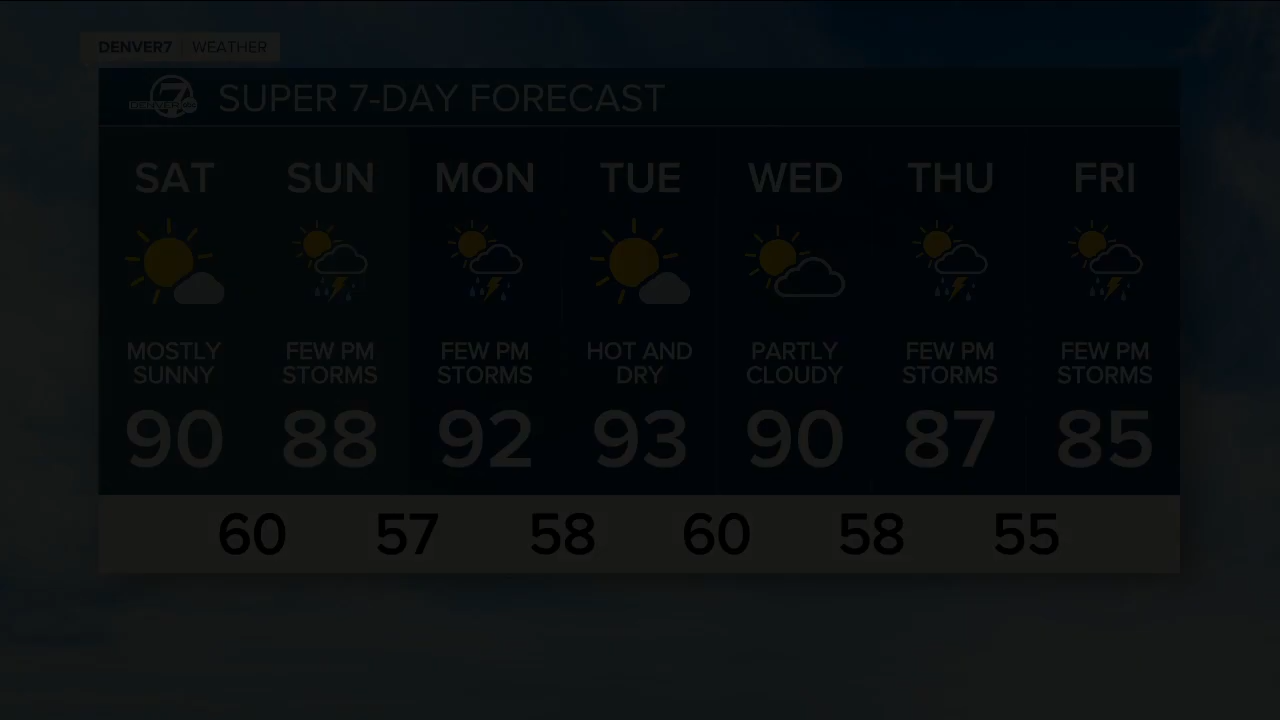 DENVER7 | WEATHER
7
SUPER 7-DAY FORECAST
SAT SUN MON TUE WED THU FRI
MOSTLY FEW PM FEW PM HOT AND PARTLY FEW PM FEW PM
SUNNY STORMS STORMS DRY CLOUDY STORMS STORMS
90 88 92 93 90 87 85
60 57 58 60 58 55